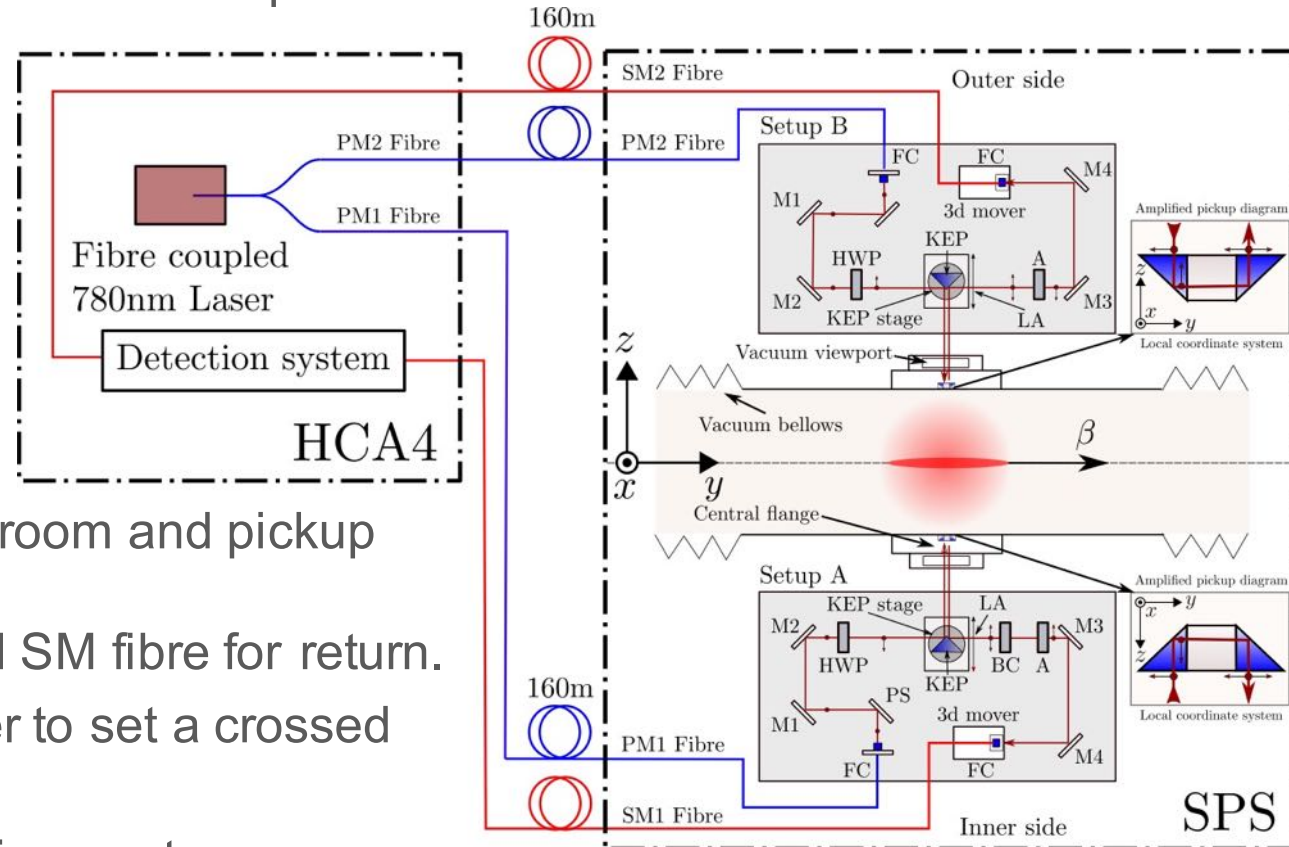 160m
SM2 Fibre
Outer side
PM2 Fibre
PM2 Fibre
PM1 Fibre
Fibre coupled
780nm Laser
Detection system
HCA4
Setup B
FC
FC
M4
M1
3d mover
KEP
HWP
A
M2
KEP stage
LA
M3
Amplified pickup diagram
z
x
y
Local coordinate system
Vacuum viewport
z
Vacuum bellows
β
x
y
Central flange
room and pickup
SM fibre for return.
er to set a crossed
Setup A
KEP stage
LA
M2
M3
HWP
KEP
BC
A
PS
M1
3d mover
M4
FC
FC
Amplified pickup diagram
x
y
z
Local coordinate system
160m
PM1 Fibre
SM1 Fibre
Inner side
SPS